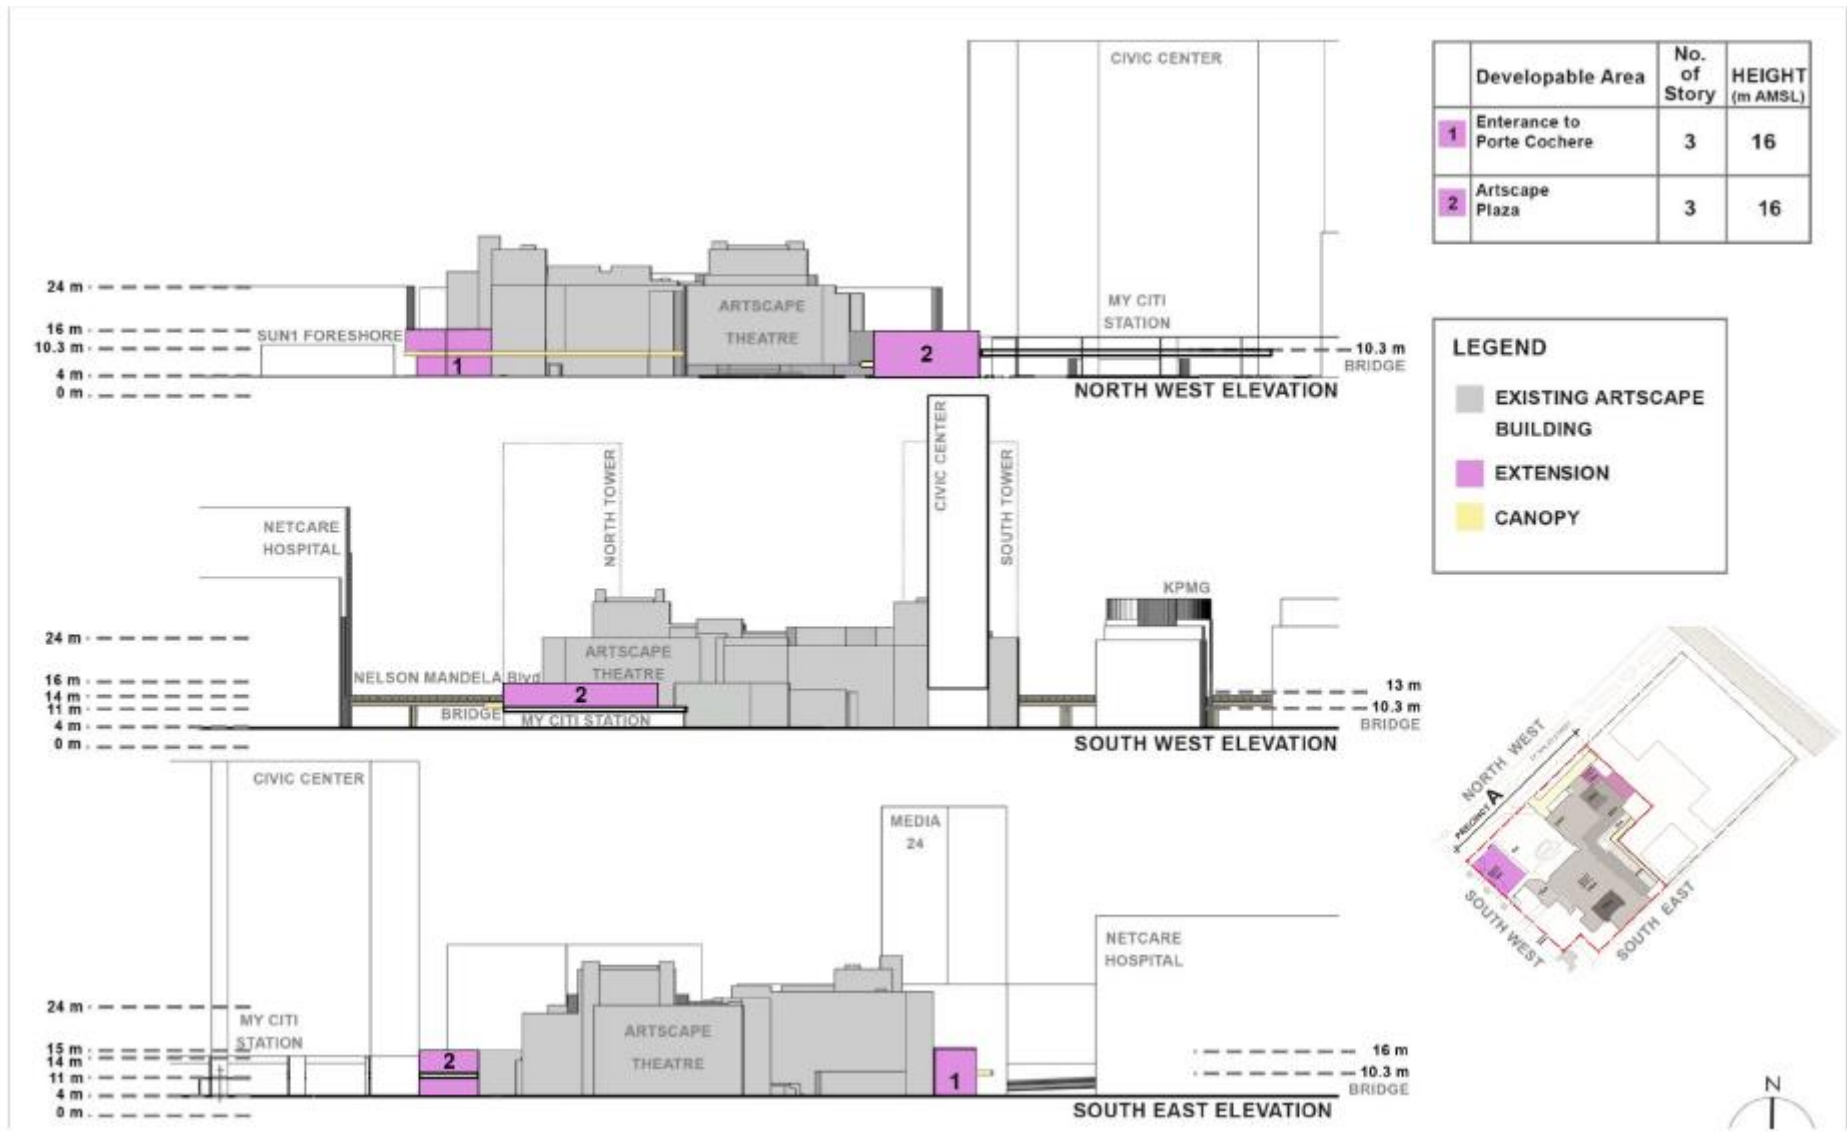 CIVIC CENTER
Developable Area
No.
of
Story
HEIGHT
(m AMSL)
1
Enterance to
Porte Cochere
3
16
2
Artscape
Plaza
3
16
24 m
16 m
10.3 m
4 m
0 m
SUN1 FORESHORE
1
ARTSCAPE
THEATRE
2
MY CITI
STATION
10.3 m
BRIDGE
NORTH WEST ELEVATION
LEGEND
EXISTING ARTSCAPE
BUILDING
EXTENSION
CANOPY
NETCARE
HOSPITAL
NORTH TOWER
CIVIC CENTER
SOUTH TOWER
KPMG
24 m
16 m
14 m
11 m
4 m
0 m
NELSON MANDELA Blvd
BRIDGE
ARTSCAPE
THEATRE
2
MY CITI STATION
13 m
10.3 m
BRIDGE
SOUTH WEST ELEVATION
NORTH WEST
PRECINCT A
SOUTH WEST
SOUTH EAST
CIVIC CENTER
MEDIA
24
NETCARE
HOSPITAL
24 m
15 m
14 m
11 m
4 m
0 m
MY CITI
STATION
2
ARTSCAPE
THEATRE
1
16 m
10.3 m
BRIDGE
SOUTH EAST ELEVATION
N